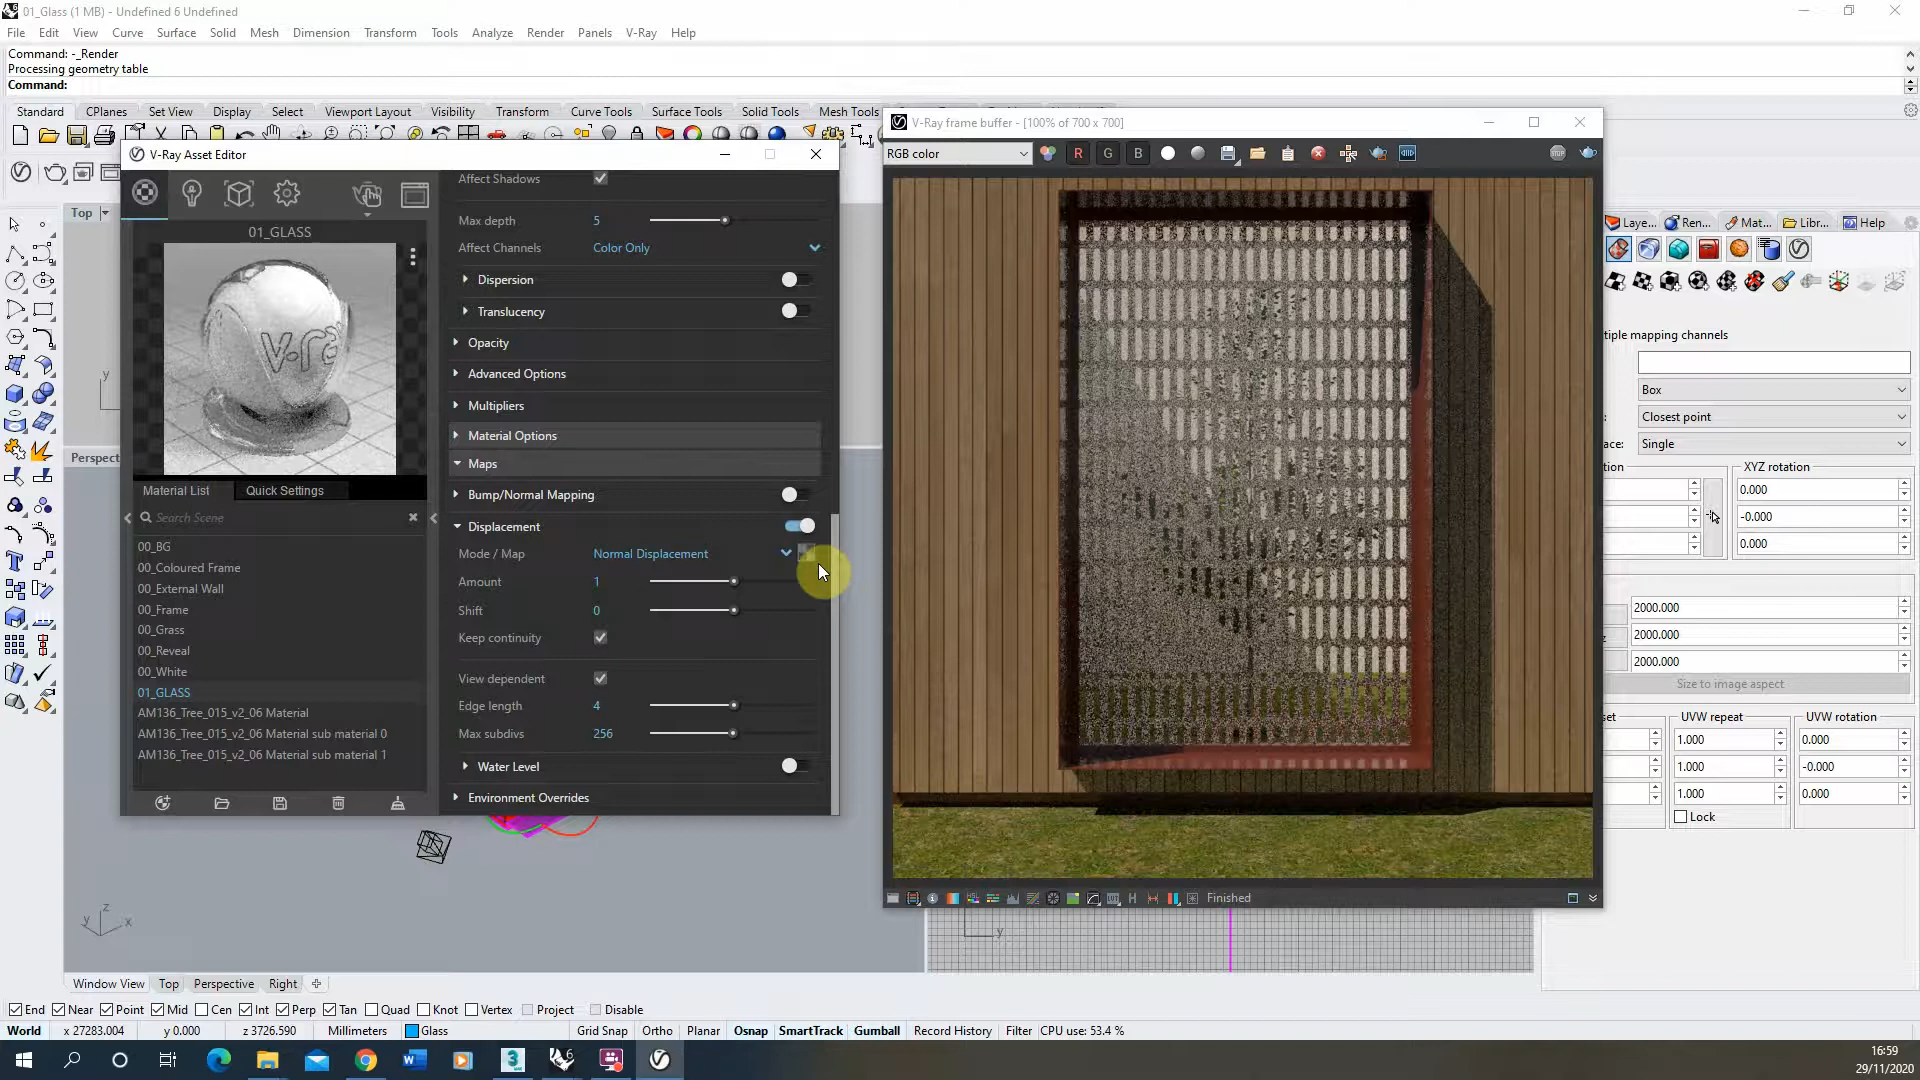 01_Glass (1 MB) - Undefined 6 Undefined
File Edit View Curve Surface Solid Mesh Dimension Transform Tools Analyze Render Panels V-Ray Help
Command: -_Render
Processing geometry table
Command:
Standard CPlanes Set View Display Select Viewport Layout Visibility Transform Curve Tools Surface Tools Solid Tools Mesh Tools
V-Ray frame buffer - [100% of 700 x 700]
RGB color
R G B
V-Ray Asset Editor
Top
01_GLASS
Material List Quick Settings
Search Scene
00_BG
00_Coloured Frame
00_External Wall
00_Frame
00_Grass
00_Reveal
00_White
01_GLASS
AM136_Tree_015_v2_06 Material
AM136_Tree_015_v2_06 Material sub material 0
AM136_Tree_015_v2_06 Material sub material 1
Affect Shadows
Max depth 5
Affect Channels Color Only
Dispersion
Translucency
Opacity
Advanced Options
Multipliers
Material Options
Maps
Bump/Normal Mapping
Displacement
Mode / Map Normal Displacement
Amount 1
Shift 0
Keep continuity
View dependent
Edge length 4
Max subdivs 256
Water Level
Environment Overrides
Perspect
y
z
y x
Finished
y
Laye... Ren... Mat... Libr... Help
tiple mapping channels
Box
Closest point
ace: Single
tion XYZ rotation
0.000
-0.000
0.000
2000.000
2000.000
2000.000
Size to image aspect
set UVW repeat UVW rotation
1.000 0.000
1.000 -0.000
1.000 0.000
Lock
Window View Top Perspective Right
End Near Point Mid Cen Int Perp Tan Quad Knot Vertex Project Disable
World x 27283.004 y 0.000 z 3726.590 Millimeters Glass Grid Snap Ortho Planar Osnap SmartTrack Gumball Record History Filter CPU use: 53.4 %
16:59
29/11/2020